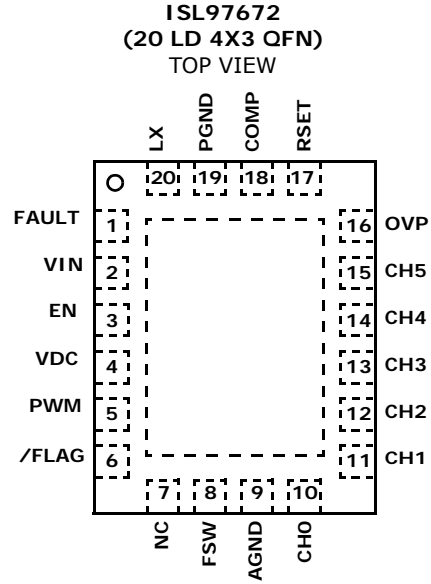 ISL97672
(20 LD 4X3 QFN)
TOP VIEW
LX
PGND
COMP
RSET
20 19 18 17
FAULT 1
VIN 2
EN 3
VDC 4
PWM 5
/FLAG 6
16 OVP
15 CH5
14 CH4
13 CH3
12 CH2
11 CH1
7 8 9 10
NC
FSW
AGND
CH0